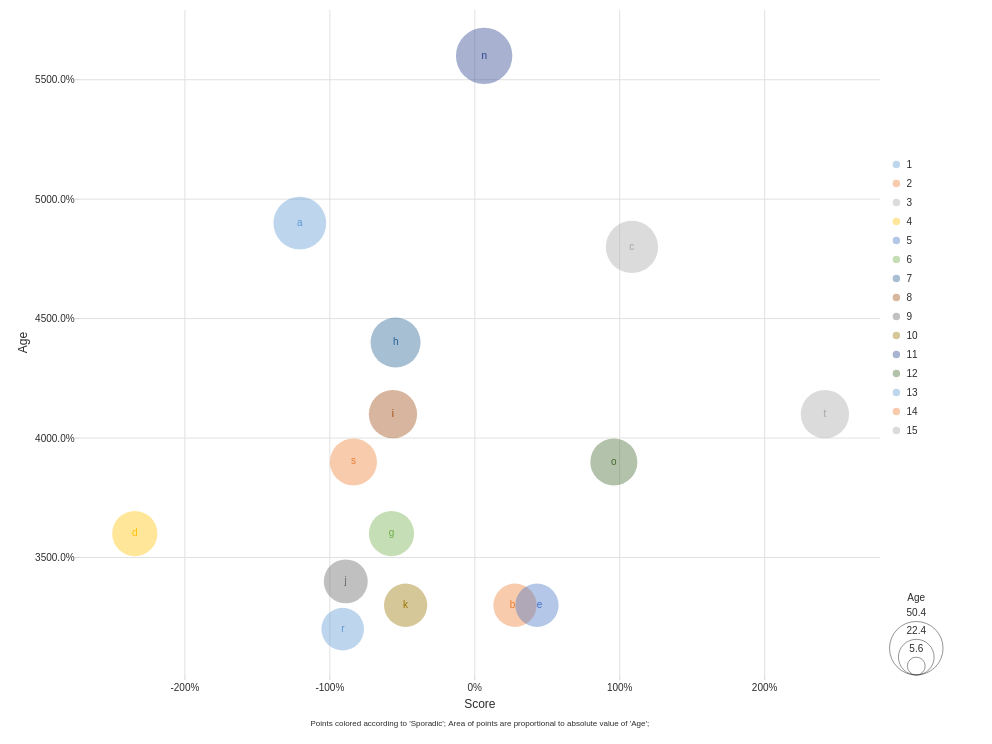 n
5500.0%
a
5000.0%
c
4500.0%
h
Age
i
t
4000.0%
s
o
d
g
3500.0%
j
k
b
e
r
-200%
-100%
0%
100%
200%
Score
Points colored according to 'Sporadic'; Area of points are proportional to absolute value of 'Age';
1
2
3
4
5
6
7
8
9
10
11
12
13
14
15
Age
50.4
22.4
5.6